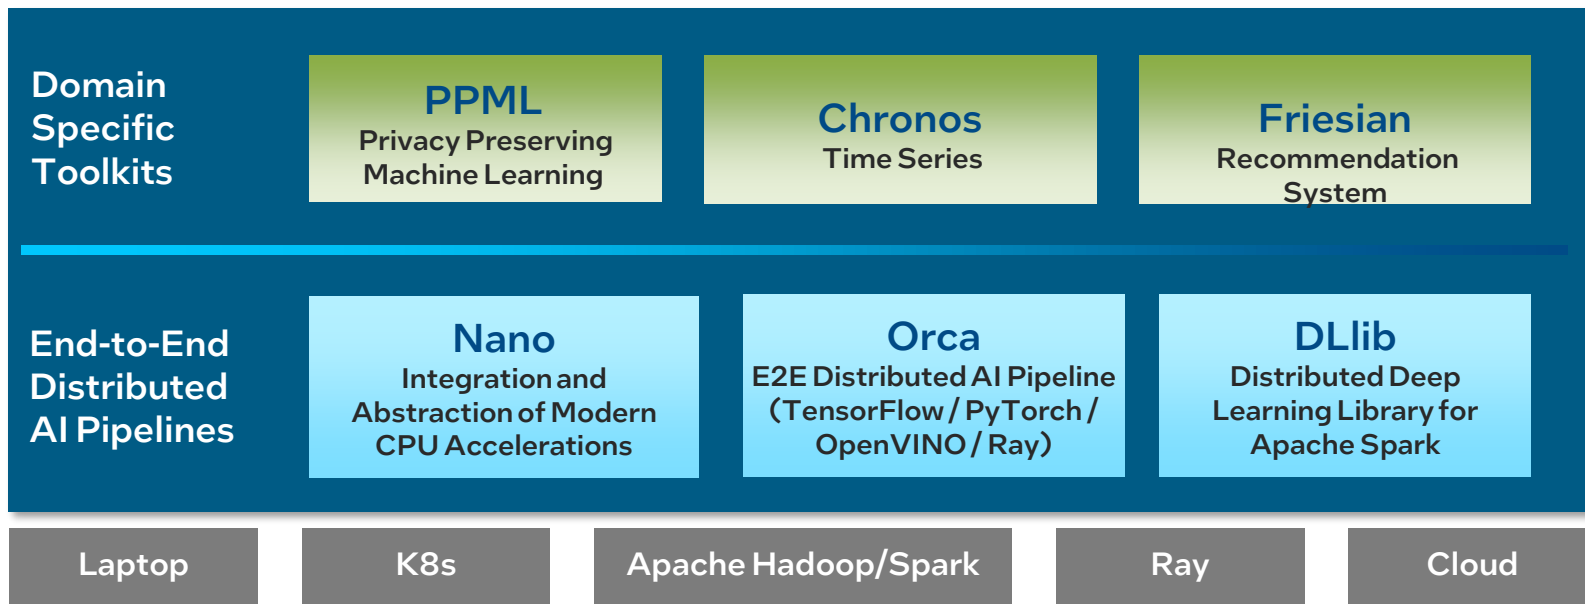 Domain
Specific
Toolkits
PPML
Privacy Preserving
Machine Learning
Chronos
Time Series
Friesian
Recommendation
System
End-to-End
Distributed
AI Pipelines
Nano
Integration and
Abstraction of Modern
CPU Accelerations
Orca
E2E Distributed AI Pipeline
(TensorFlow / PyTorch /
OpenVINO / Ray)
DLlib
Distributed Deep
Learning Library for
Apache Spark
Laptop
K8s
Apache Hadoop/Spark
Ray
Cloud